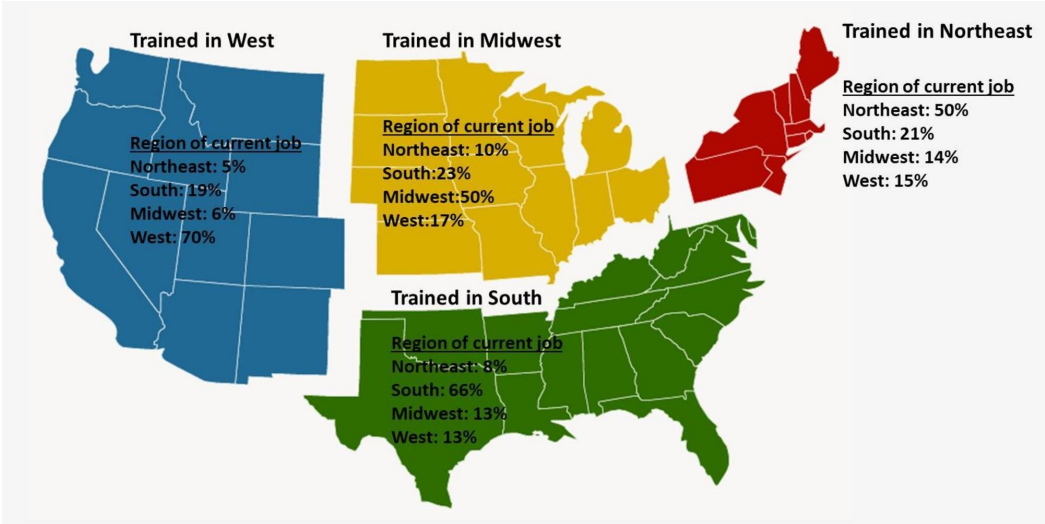 Trained in West
Region of current job
Northeast: 5%
South: 19%
Midwest: 6%
West: 70%
Trained in Midwest
Region of current job
Northeast: 10%
South:23%
Midwest:50%
West:17%
Trained in Northeast
Region of current job
Northeast: 50%
South: 21%
Midwest: 14%
West: 15%
Trained in South
Region of current job
Northeast: 8%
South: 66%
Midwest: 13%
West: 13%